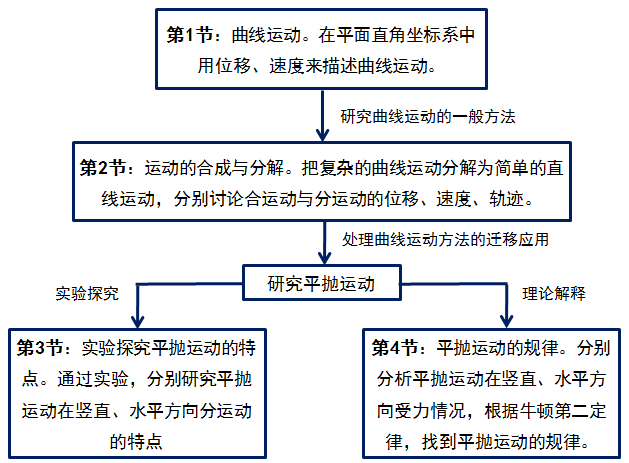 第1节：曲线运动。在平面直角坐标系中
用位移、速度来描述曲线运动。
研究曲线运动的一般方法
第2节：运动的合成与分解。把复杂的曲线运动分解为简单的直
线运动，分别讨论合运动与分运动的位移、速度、轨迹。
处理曲线运动方法的迁移应用
研究平抛运动
实验探究
理论解释
第3节：实验探究平抛运动的特
点。通过实验，分别研究平抛
运动在竖直、水平方向分运动
的特点
第4节：平抛运动的规律。分别
分析平抛运动在竖直、水平方
向受力情况，根据牛顿第二定
律，找到平抛运动的规律。